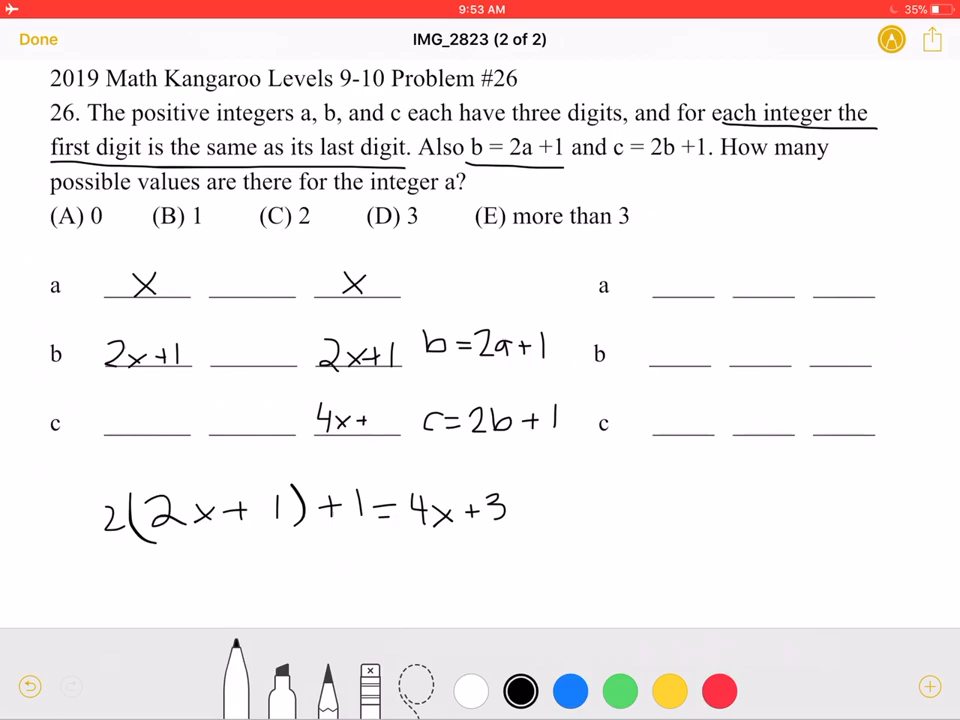 9:53 AM 35%
Done IMG_2823 (2 of 2)
2019 Math Kangaroo Levels 9-10 Problem #26
26. The positive integers a, b, and c each have three digits, and for each integer the
first digit is the same as its last digit. Also b = 2a +1 and c = 2b +1. How many
possible values are there for the integer a?
(A) 0 (B) 1 (C) 2 (D) 3 (E) more than 3
a x x a
b 2x+1 2x+1 b=2a+1 b
c 4x+ c=2b+1 c
2(2x+1)+1=4x+3